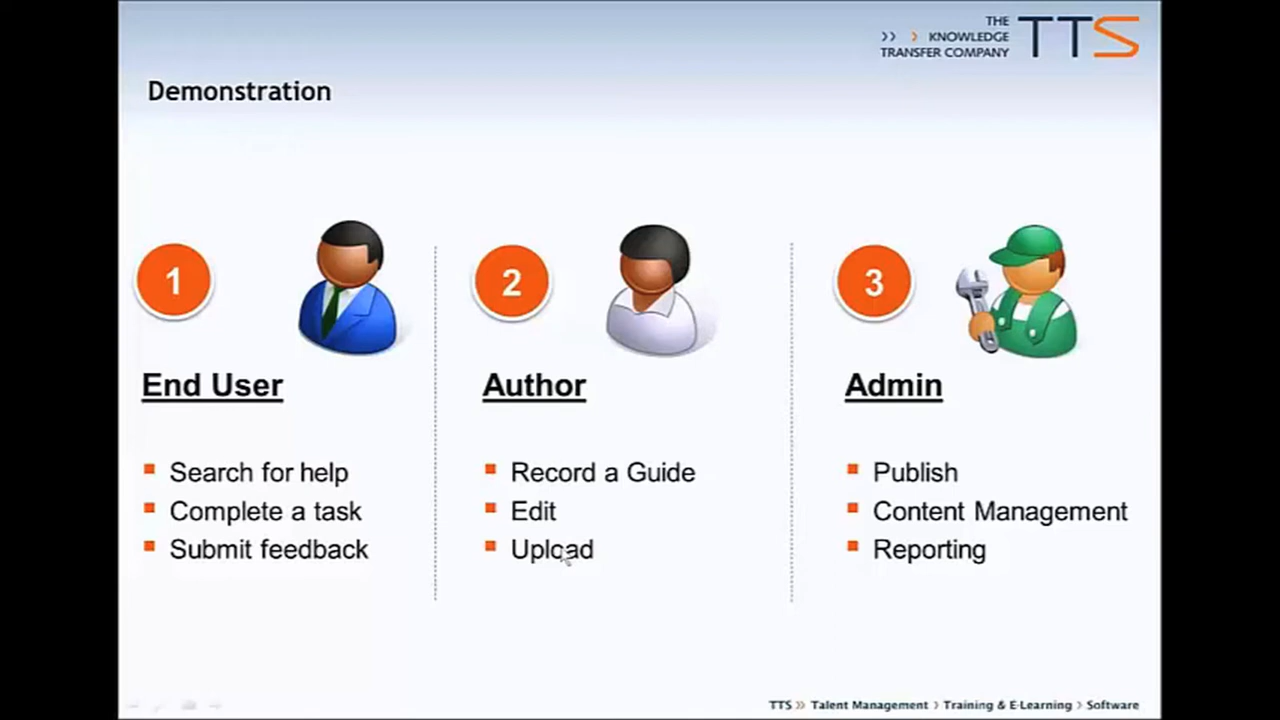 THE
KNOWLEDGE
TRANSFER COMPANY
TTS
Demonstration
1
End User
Search for help
Complete a task
Submit feedback
2
Author
Record a Guide
Edit
Upload
3
Admin
Publish
Content Management
Reporting
TTS >> Talent Management > Training & E-Learning > Software